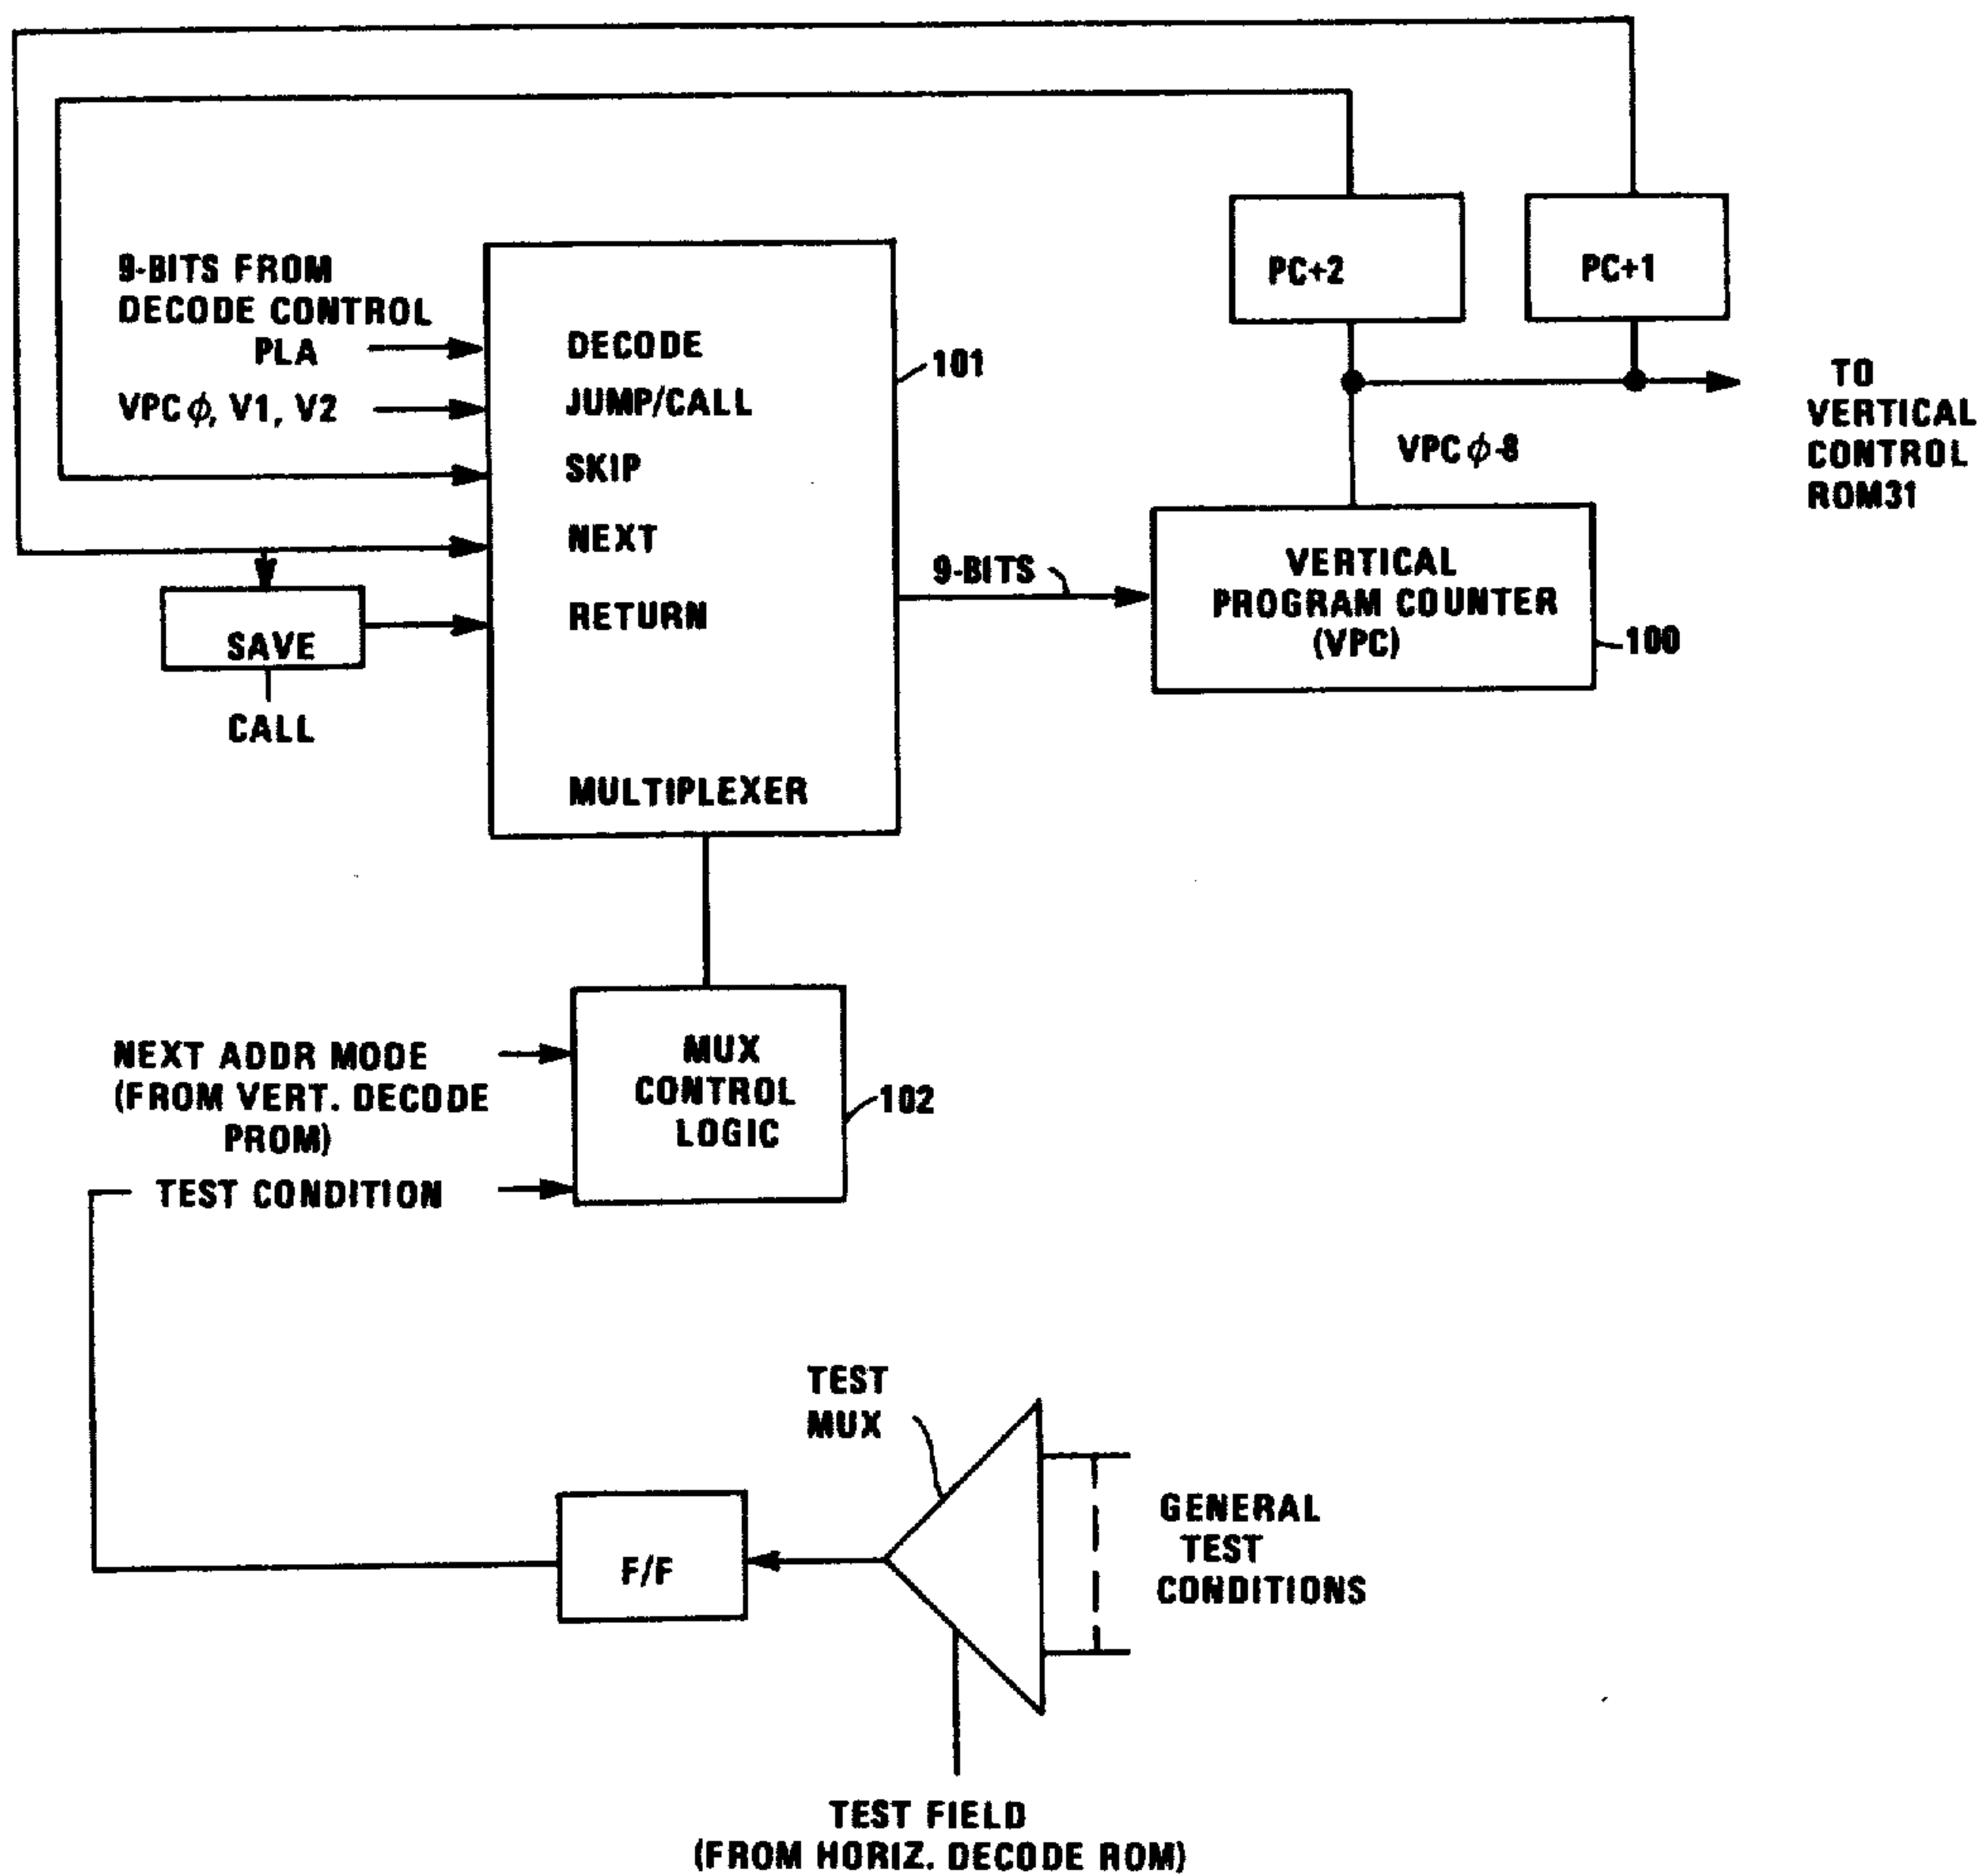 PC+2
PC+1
9-BITS FROM
DECODE CONTROL
PLA
VPCϕ, V1, V2
DECODE
JUMP/CALL
SKIP
NEXT
RETURN
MULTIPLEXER
101
SAVE
CALL
TO
VERTICAL
CONTROL
ROM31
VPCϕ-8
9-BITS
VERTICAL
PROGRAM COUNTER
(VPC)
100
NEXT ADDR MODE
(FROM VERT. DECODE
PROM)
TEST CONDITION
MUX
CONTROL
LOGIC
102
TEST
MUX
F/F
GENERAL
TEST
CONDITIONS
TEST FIELD
(FROM HORIZ. DECODE ROM)